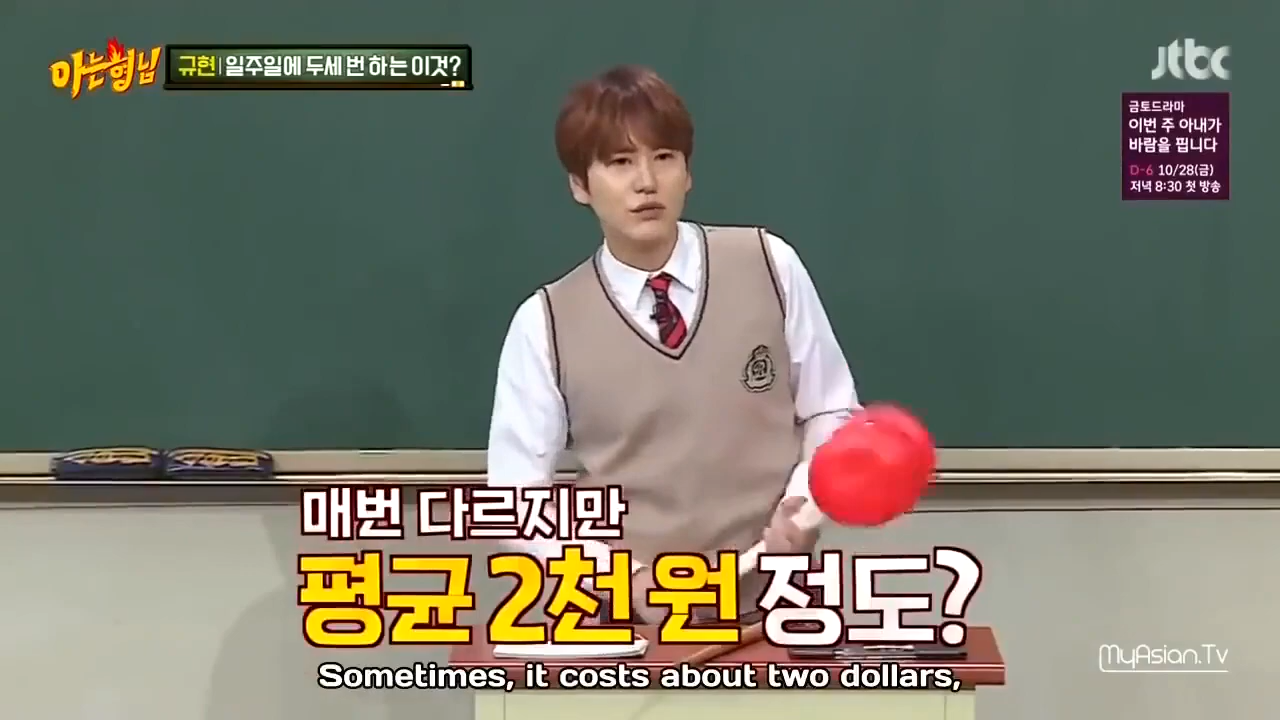 아는형님
규현 | 일주일에 두세 번 하는 이것?
jtbc
금토드라마
이번 주 아내가
바람을 핍니다
D-6 10/28(금)
저녁 8:30 첫 방송
매번 다르지만
평균 2천 원 정도?
Sometimes, it costs about two dollars,
MyAsian.Tv